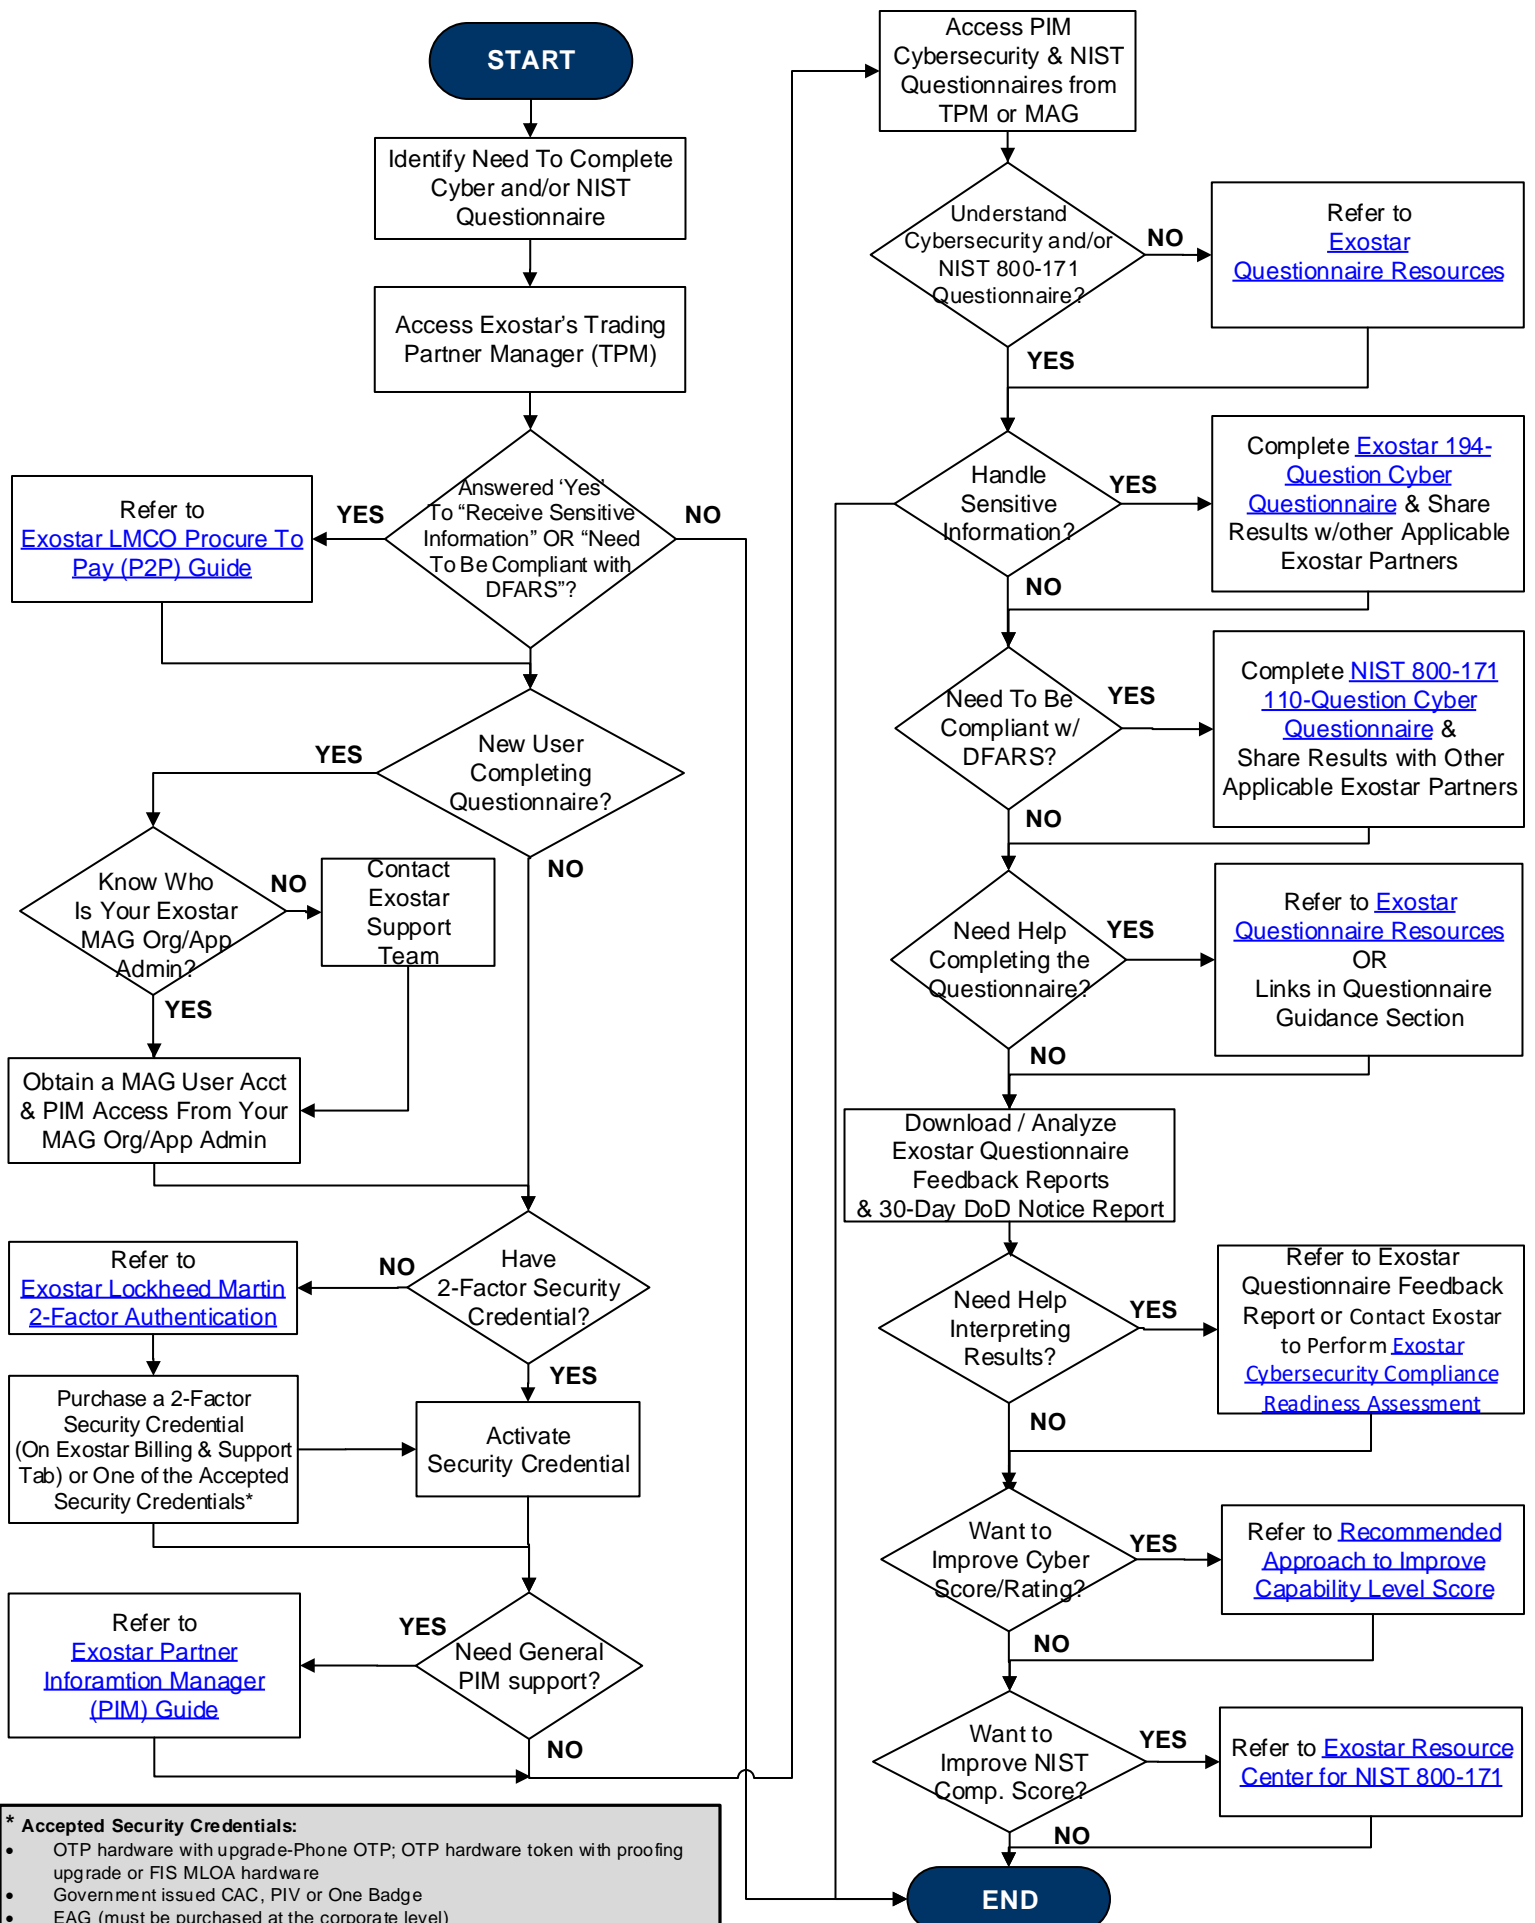 START
Identify Need To Complete
Cyber and/or NIST
Questionnaire
Access Exostar's Trading
Partner Manager (TPM)
Answered ‘Yes’
To “Receive Sensitive
Information” OR “Need
To Be Compliant with
DFARS”?
YES
NO
Refer to
Exostar LMCO Procure To
Pay (P2P) Guide
New User
Completing
Questionnaire?
YES
NO
Know Who
Is Your Exostar
MAG Org/App
Admin?
NO
YES
Contact
Exostar
Support
Team
Obtain a MAG User Acct
& PIM Access From Your
MAG Org/App Admin
Have
2-Factor Security
Credential?
NO
YES
Refer to
Exostar Lockheed Martin
2-Factor Authentication
Purchase a 2-Factor
Security Credential
(On Exostar Billing & Support
Tab) or One of the Accepted
Security Credentials*
Activate
Security Credential
Need General
PIM support?
YES
NO
Refer to
Exostar Partner
Inforamtion Manager
(PIM) Guide
* Accepted Security Credentials:
• OTP hardware with upgrade-Phone OTP; OTP hardware token with proofing
upgrade or FIS MLOA hardware
• Government issued CAC, PIV or One Badge
• EAG (must be purchased at the corporate level)
Access PIM
Cybersecurity & NIST
Questionnaires from
TPM or MAG
Understand
Cybersecurity and/or
NIST 800-171
Questionnaire?
NO
YES
Refer to
Exostar
Questionnaire Resources
Handle
Sensitive
Information?
YES
NO
Complete Exostar 194-
Question Cyber
Questionnaire & Share
Results w/other Applicable
Exostar Partners
Need To Be
Compliant w/
DFARS?
YES
NO
Complete NIST 800-171
110-Question Cyber
Questionnaire &
Share Results with Other
Applicable Exostar Partners
Need Help
Completing the
Questionnaire?
YES
NO
Refer to Exostar
Questionnaire Resources
OR
Links in Questionnaire
Guidance Section
Download / Analyze
Exostar Questionnaire
Feedback Reports
& 30-Day DoD Notice Report
Need Help
Interpreting
Results?
YES
NO
Refer to Exostar
Questionnaire Feedback
Report or Contact Exostar
to Perform Exostar
Cybersecurity Compliance
Readiness Assessment
Want to
Improve Cyber
Score/Rating?
YES
NO
Refer to Recommended
Approach to Improve
Capability Level Score
Want to
Improve NIST
Comp. Score?
YES
NO
Refer to Exostar Resource
Center for NIST 800-171
END